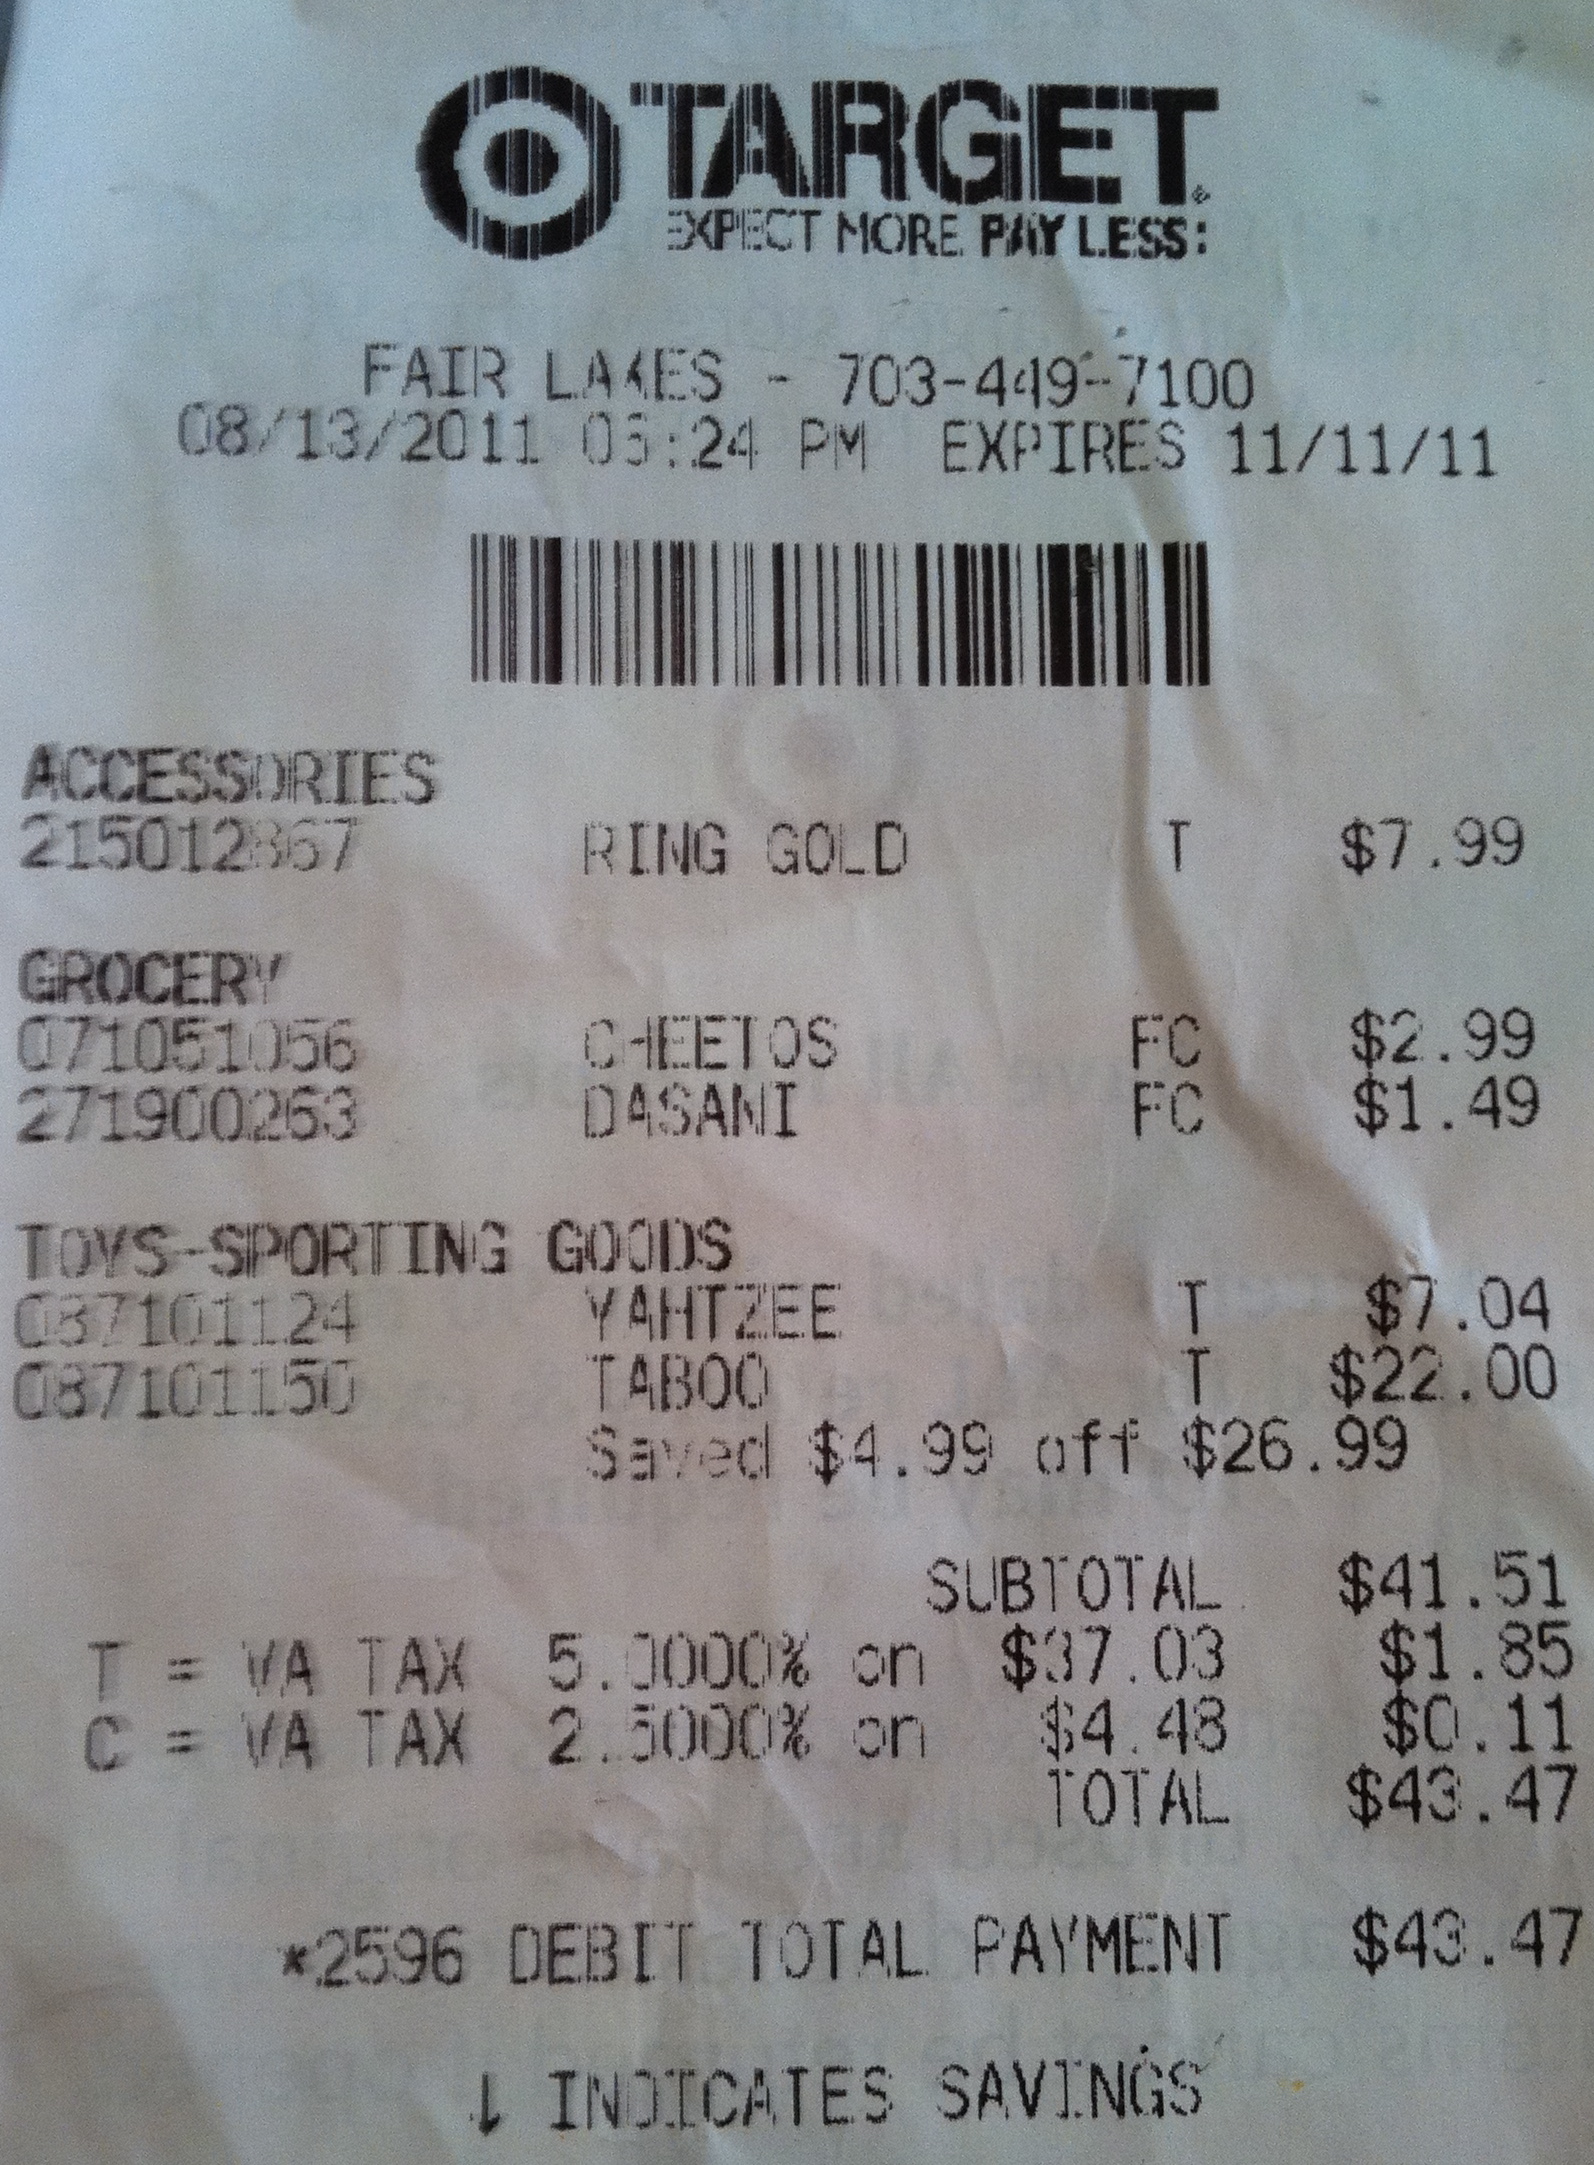 TARGET
EXPECT MORE PAY LESS.
FAIR LAKES - 703-449-7100
08/13/2011 05:24 PM EXPIRES 11/11/11
ACCESSORIES
215012867 RING GOLD T $7.99
GROCERY
071051056 CHEETOS FC $2.99
271900263 DASANI FC $1.49
TOYS-SPORTING GOODS
087101124 YAHTZEE T $7.04
087101150 TABOO T $22.00
Saved $4.99 off $26.99
SUBTOTAL $41.51
T = VA TAX 5.0000% on $37.03 $1.85
C = VA TAX 2.5000% on $4.48 $0.11
TOTAL $43.47
*2596 DEBIT TOTAL PAYMENT $43.47
↓ INDICATES SAVINGS